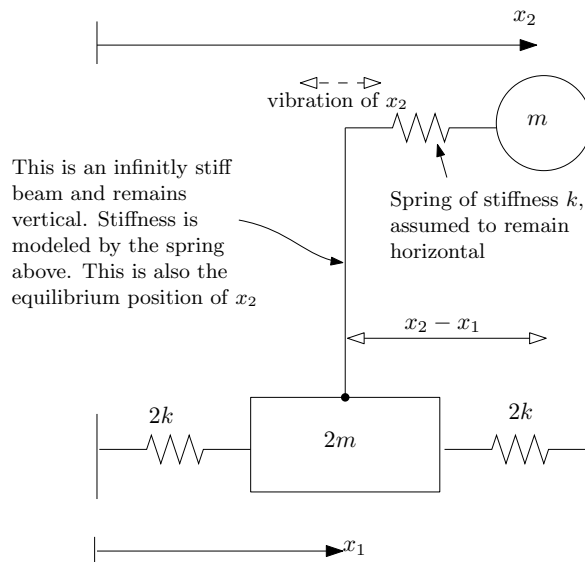 x₂
vibration of x₂
m
This is an infinitly stiff
beam and remains
vertical. Stiffness is
modeled by the spring
above. This is also the
equilibrium position of x₂
Spring of stiffness k,
assumed to remain
horizontal
x₂ − x₁
2k
2m
2k
x₁